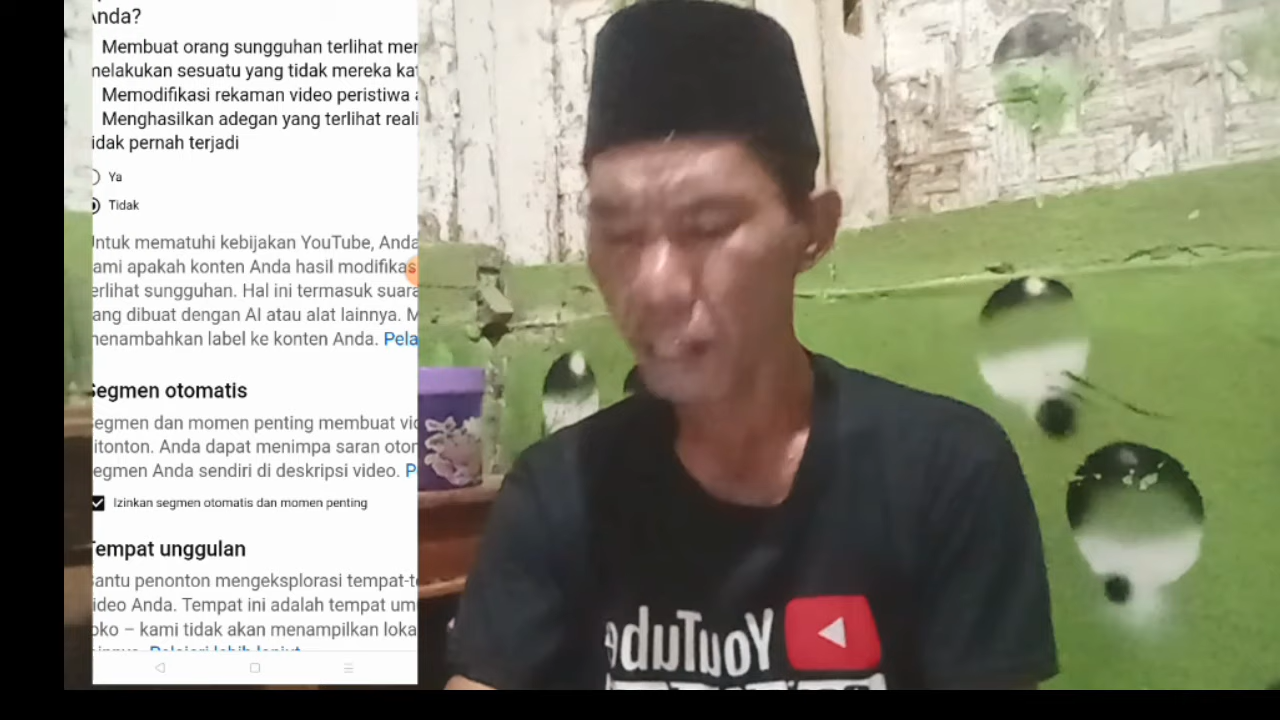 Anda?
Membuat orang sungguhan terlihat mer
melakukan sesuatu yang tidak mereka kat
Memodifikasi rekaman video peristiwa a
Menghasilkan adegan yang terlihat reali
tidak pernah terjadi
Ya
Tidak
Untuk mematuhi kebijakan YouTube, Anda
kami apakah konten Anda hasil modifikas
terlihat sungguhan. Hal ini termasuk suara
yang dibuat dengan AI atau alat lainnya. M
menambahkan label ke konten Anda. Pela
Segmen otomatis
Segmen dan momen penting membuat vid
ditonton. Anda dapat menimpa saran otom
segmen Anda sendiri di deskripsi video. P
Izinkan segmen otomatis dan momen penting
Tempat unggulan
Bantu penonton mengeksplorasi tempat-te
video Anda. Tempat ini adalah tempat um
toko – kami tidak akan menampilkan loka
lainnya. Pelajari lebih lanjut
YouTube